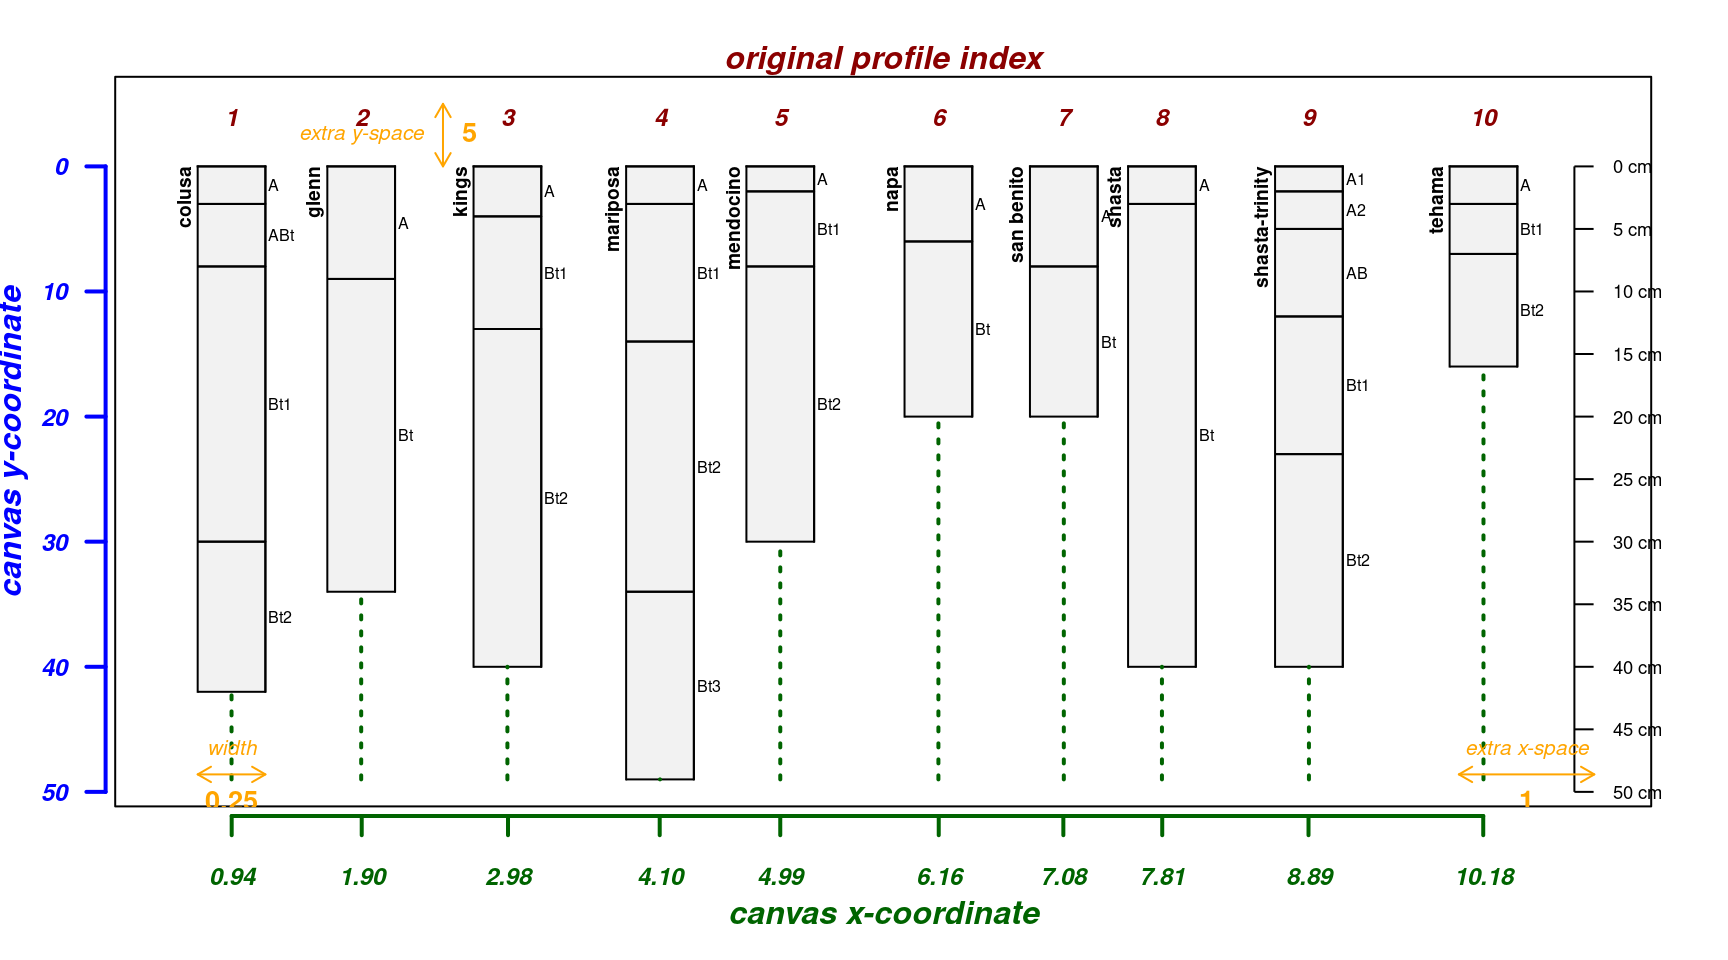 original profile index
1 2 3 4 5 6 7 8 9 10
extra y-space 5
canvas y-coordinate
0
10
20
30
40
50
colusa
A
ABt
Bt1
Bt2
glenn
A
Bt
kings
A
Bt1
Bt2
mariposa
A
Bt1
Bt2
Bt3
mendocino
A
Bt1
Bt2
napa
A
Bt
san benito
A
Bt
shasta
A
Bt
shasta-trinity
A1
A2
AB
Bt1
Bt2
tehama
A
Bt1
Bt2
0 cm
5 cm
10 cm
15 cm
20 cm
25 cm
30 cm
35 cm
40 cm
45 cm
50 cm
width
0.25
extra x-space
1
0.94 1.90 2.98 4.10 4.99 6.16 7.08 7.81 8.89 10.18
canvas x-coordinate